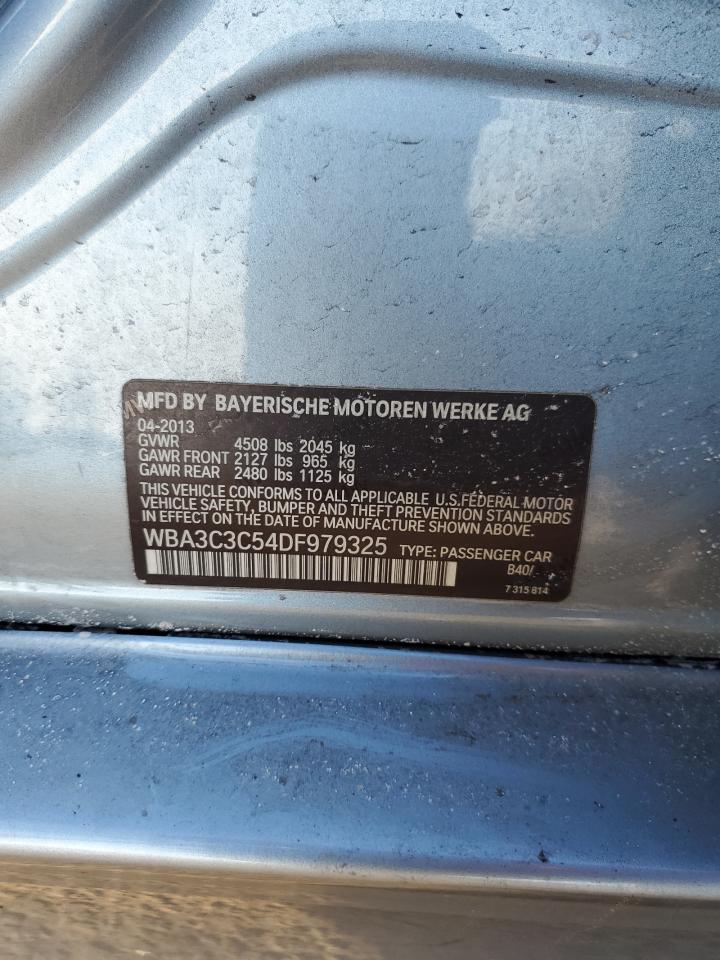 MFD BY BAYERISCHE MOTOREN WERKE AG
04-2013
GVWR 4508 lbs 2045 kg
GAWR FRONT 2127 lbs 965 kg
GAWR REAR 2480 lbs 1125 kg
THIS VEHICLE CONFORMS TO ALL APPLICABLE U.S.FEDERAL MOTOR
VEHICLE SAFETY, BUMPER AND THEFT PREVENTION STANDARDS
IN EFFECT ON THE DATE OF MANUFACTURE SHOWN ABOVE.
WBA3C3C54DF979325 TYPE: PASSENGER CAR
B40/
7 315 814